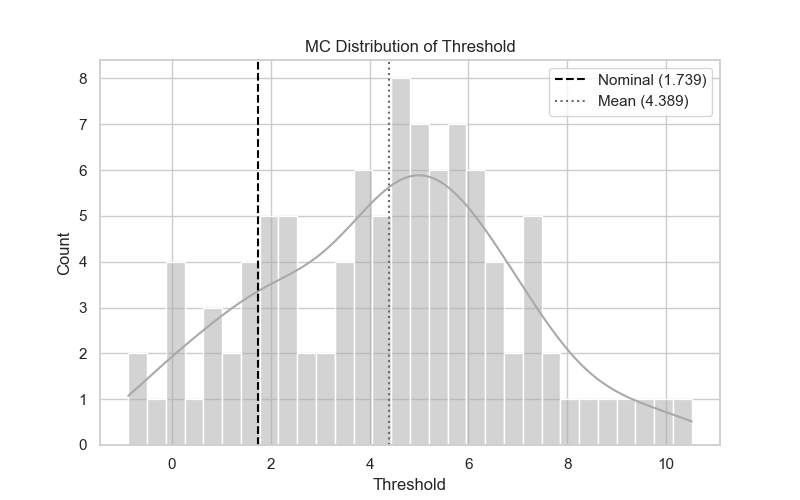 MC Distribution of Threshold
Nominal (1.739)
Mean (4.389)
8
7
6
5
4
3
2
1
0
Count
0 2 4 6 8 10
Threshold